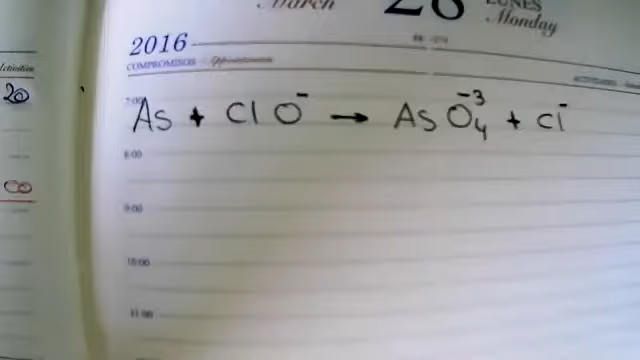 March 28 LUNES
Monday
2016
COMPROMISOS Appointments
20
7:00
As + ClO⁻ → AsO₄⁻³ + Cl⁻
8:00
9:00
10:00
11:00